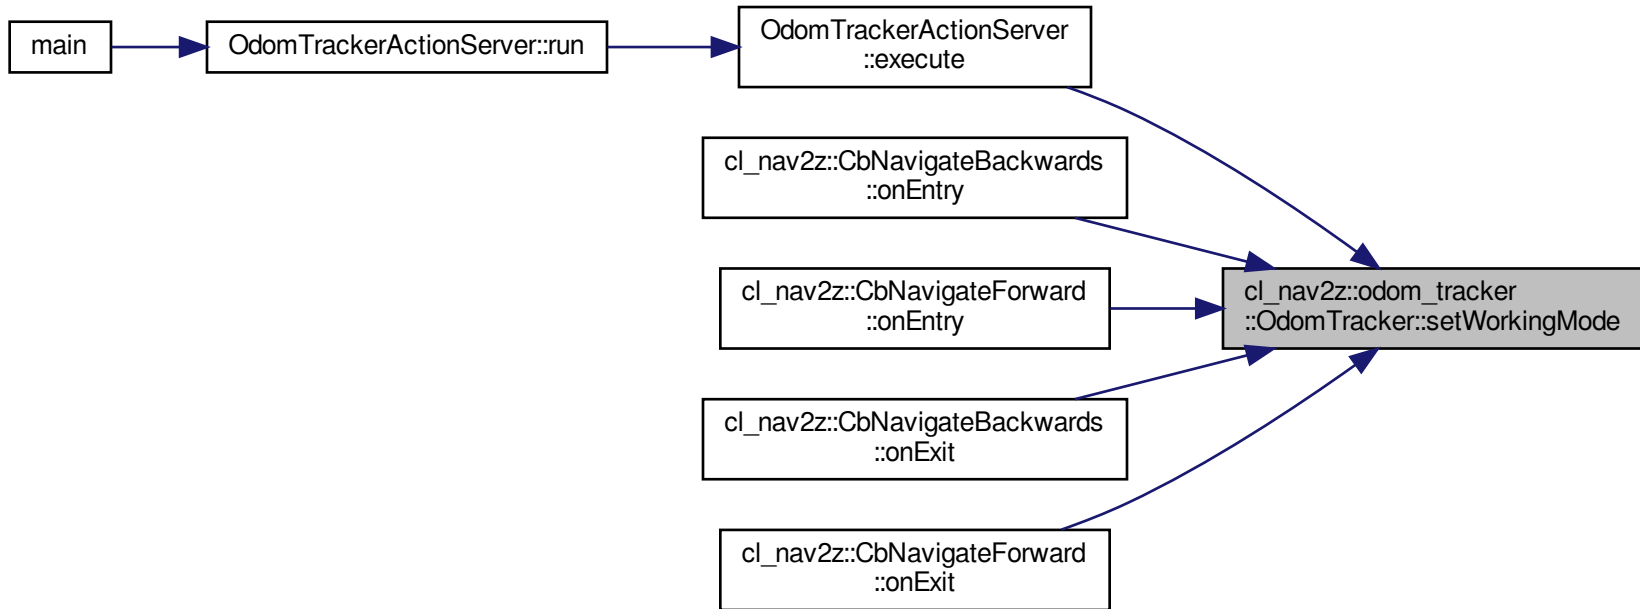 main
OdomTrackerActionServer::run
OdomTrackerActionServer
::execute
cl_nav2z::CbNavigateBackwards
::onEntry
cl_nav2z::CbNavigateForward
::onEntry
cl_nav2z::odom_tracker
::OdomTracker::setWorkingMode
cl_nav2z::CbNavigateBackwards
::onExit
cl_nav2z::CbNavigateForward
::onExit